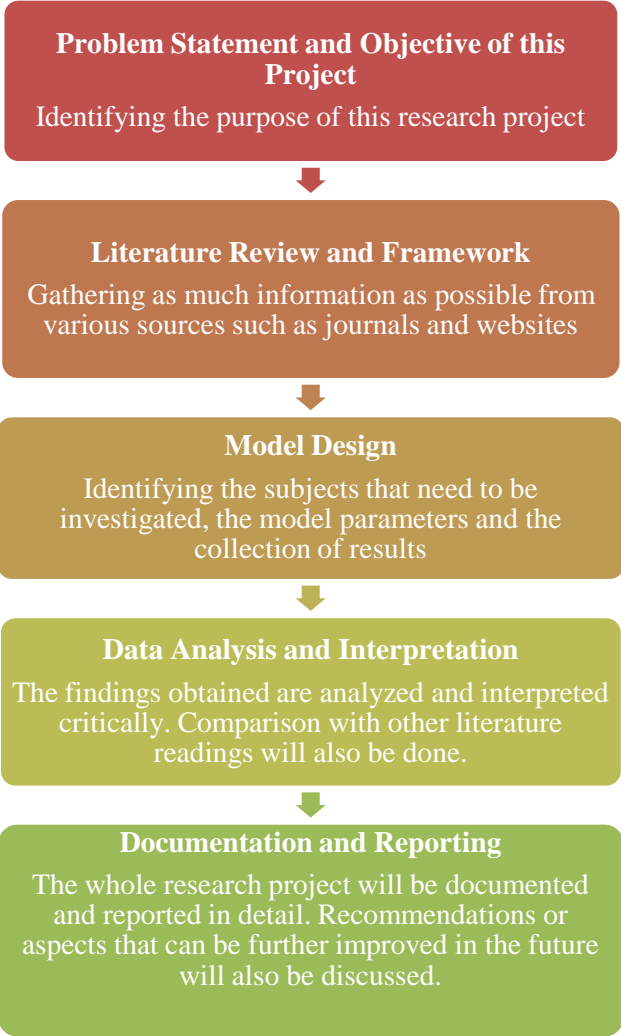 Problem Statement and Objective of this
Project
Identifying the purpose of this research project
Literature Review and Framework
Gathering as much information as possible from
various sources such as journals and websites
Model Design
Identifying the subjects that need to be
investigated, the model parameters and the
collection of results
Data Analysis and Interpretation
The findings obtained are analyzed and interpreted
critically. Comparison with other literature
readings will also be done.
Documentation and Reporting
The whole research project will be documented
and reported in detail. Recommendations or
aspects that can be further improved in the future
will also be discussed.